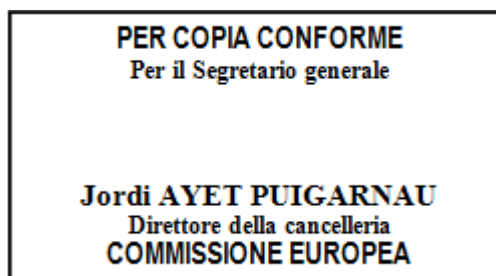 PER COPIA CONFORME
Per il Segretario generale
Jordi AYET PUIGARNAU
Direttore della cancelleria
COMMISSIONE EUROPEA